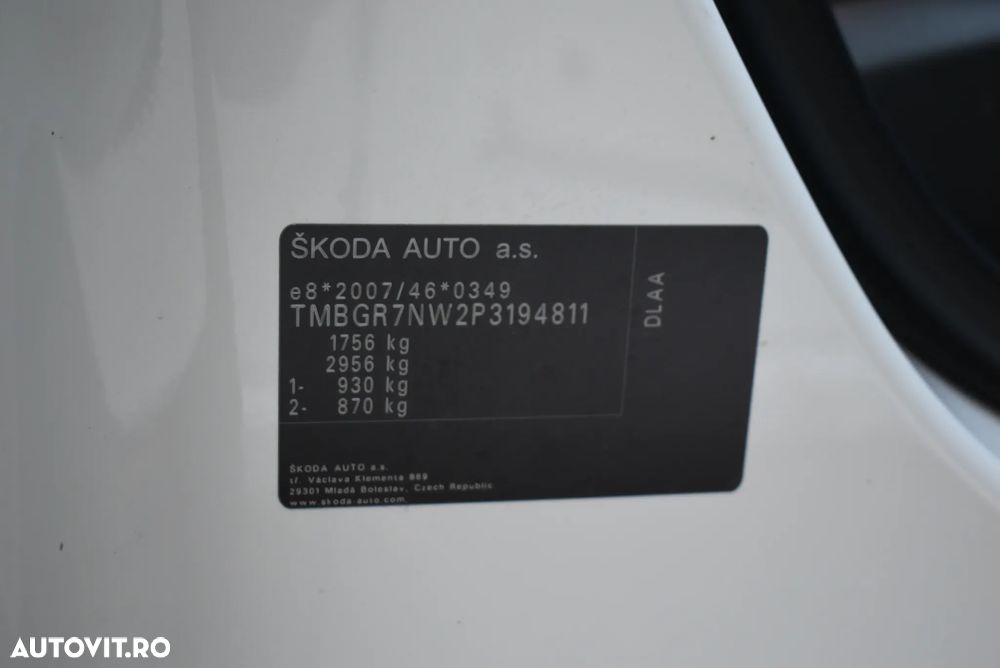 ŠKODA AUTO a.s.
e8*2007/46*0349
TMBGR7NW2P3194811
1756 kg
2956 kg
1- 930 kg
2- 870 kg
DLAA
ŠKODA AUTO a.s.
tř. Václava Klementa 869
29301 Mladá Boleslav, Czech Republic
www.skoda-auto.com
AUTOVIT.RO